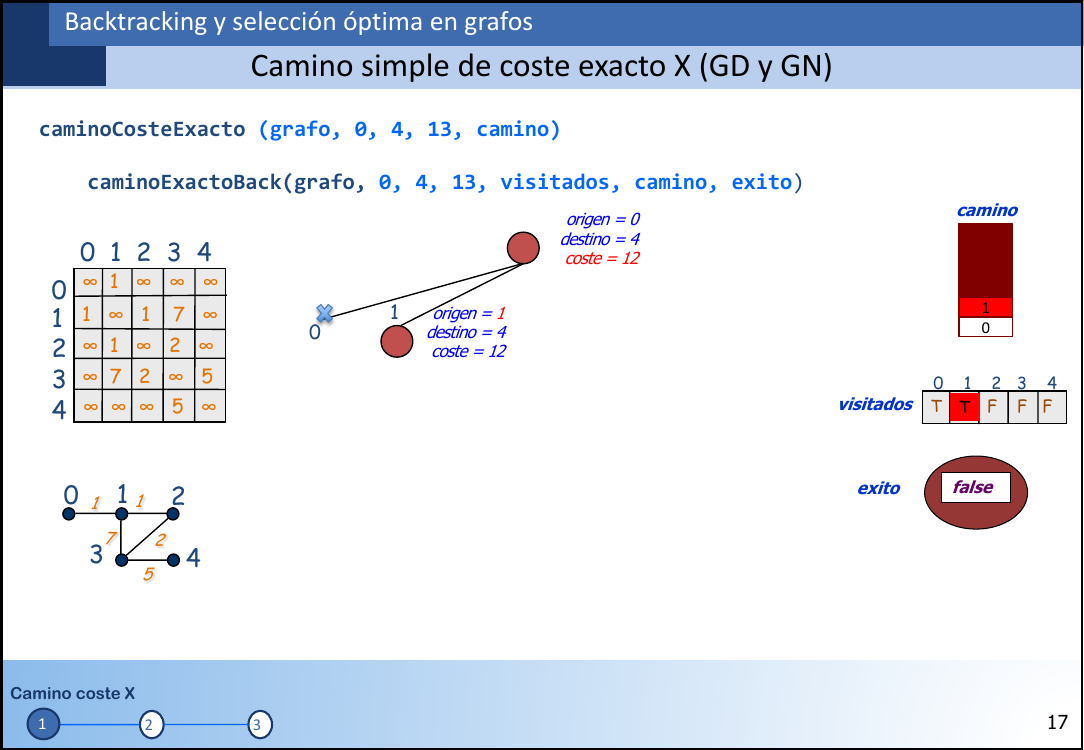 Backtracking y selección óptima en grafos
Camino simple de coste exacto X (GD y GN)
caminoCosteExacto (grafo, 0, 4, 13, camino)
caminoExactoBack(grafo, 0, 4, 13, visitados, camino, exito)
origen = 0
destino = 4
coste = 12
0
1
origen = 1
destino = 4
coste = 12
camino
1
0
0 1 2 3 4
0 ∞ 1 ∞ ∞ ∞
1 1 ∞ 1 7 ∞
2 ∞ 1 ∞ 2 ∞
3 ∞ 7 2 ∞ 5
4 ∞ ∞ ∞ 5 ∞
0 1 2 3 4
visitados T T F F F
exito false
0 1 1 1 2
7 2
3 4
5
Camino coste X
1 2 3
17